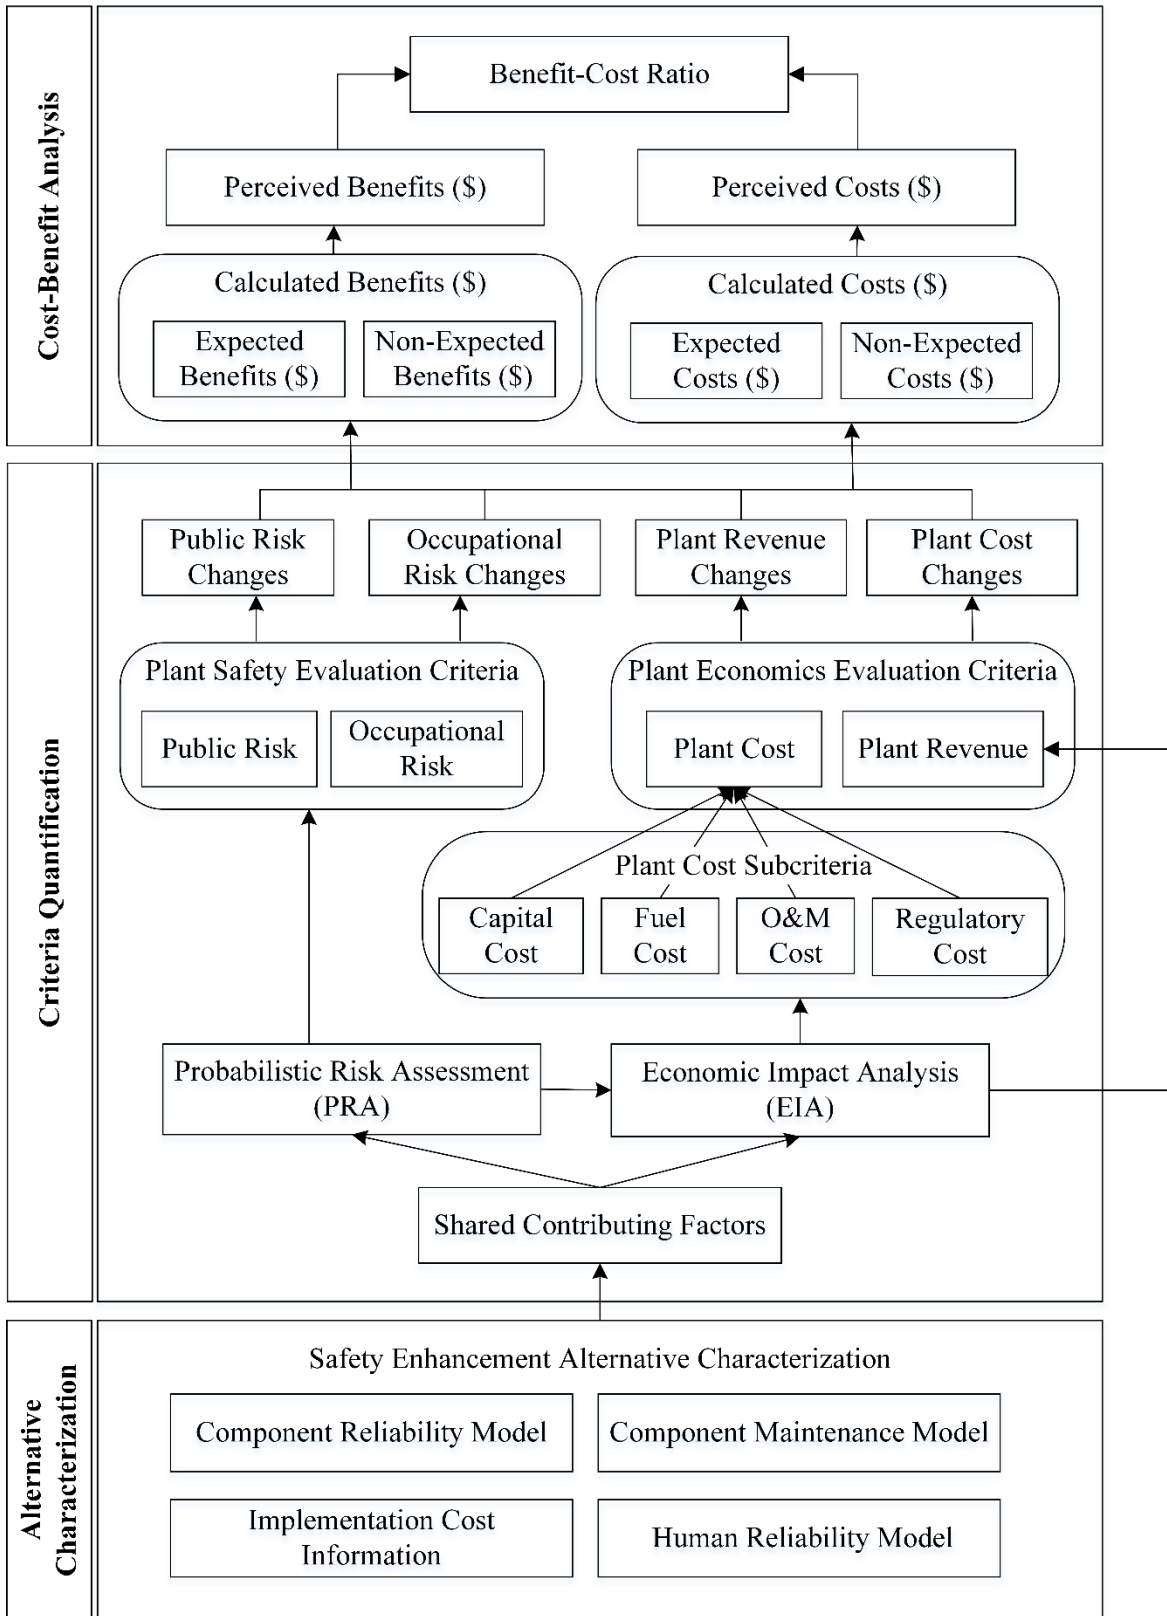 Cost-Benefit Analysis
Benefit-Cost Ratio
Perceived Benefits ($)
Perceived Costs ($)
Calculated Benefits ($)
Expected
Benefits ($)
Non-Expected
Benefits ($)
Calculated Costs ($)
Expected
Costs ($)
Non-Expected
Costs ($)
Criteria Quantification
Public Risk
Changes
Occupational
Risk Changes
Plant Revenue
Changes
Plant Cost
Changes
Plant Safety Evaluation Criteria
Public Risk
Occupational
Risk
Plant Economics Evaluation Criteria
Plant Cost
Plant Revenue
Plant Cost Subcriteria
Capital
Cost
Fuel
Cost
O&M
Cost
Regulatory
Cost
Probabilistic Risk Assessment
(PRA)
Economic Impact Analysis
(EIA)
Shared Contributing Factors
Alternative
Characterization
Safety Enhancement Alternative Characterization
Component Reliability Model
Component Maintenance Model
Implementation Cost
Information
Human Reliability Model